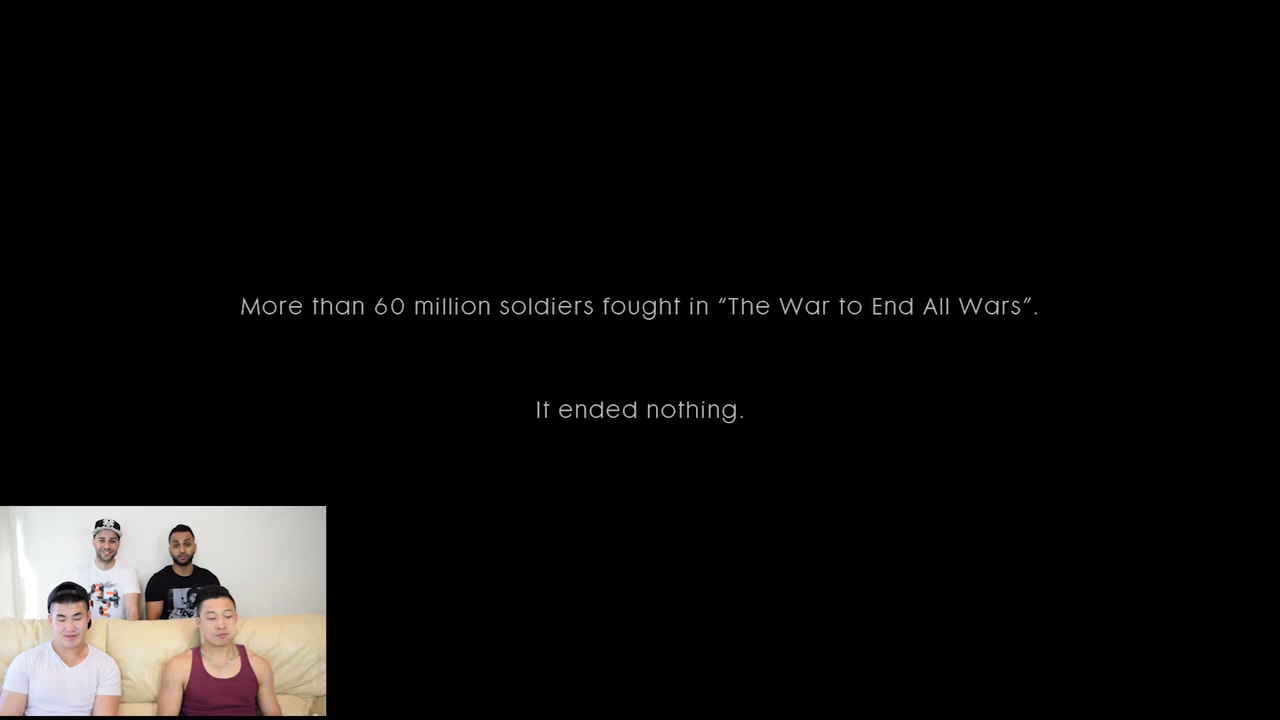 More than 60 million soldiers fought in “The War to End All Wars”.
It ended nothing.